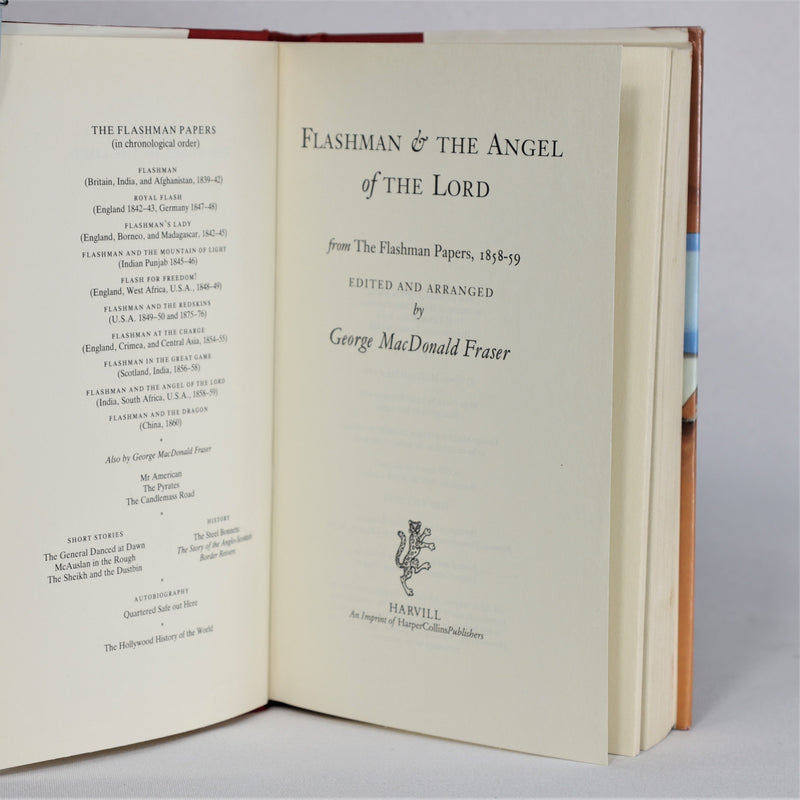 THE FLASHMAN PAPERS
(in chronological order)
FLASHMAN
(Britain, India, and Afghanistan, 1839-42)
ROYAL FLASH
(England 1842-43, Germany 1847-48)
FLASHMAN'S LADY
(England, Borneo, and Madagascar, 1842-45)
FLASHMAN AND THE MOUNTAIN OF LIGHT
(Indian Punjab 1845-46)
FLASH FOR FREEDOM!
(England, West Africa, U.S.A., 1848-49)
FLASHMAN AND THE REDSKINS
(U.S.A. 1849-50 and 1875-76)
FLASHMAN AT THE CHARGE
(England, Crimea, and Central Asia, 1854-55)
FLASHMAN IN THE GREAT GAME
(Scotland, India, 1856-58)
FLASHMAN AND THE ANGEL OF THE LORD
(India, South Africa, U.S.A., 1858-59)
FLASHMAN AND THE DRAGON
(China, 1860)
Also by George MacDonald Fraser
Mr American
The Pyrates
The Candlemass Road
SHORT STORIES
The General Danced at Dawn
McAuslan in the Rough
The Sheikh and the Dustbin
HISTORY
The Steel Bonnets:
The Story of the Anglo-Scottish
Border Reivers
AUTOBIOGRAPHY
Quartered Safe out Here
The Hollywood History of the World
FLASHMAN & THE ANGEL
of THE LORD
from The Flashman Papers, 1858-59
EDITED AND ARRANGED
by
George MacDonald Fraser
HARVILL
An Imprint of HarperCollinsPublishers